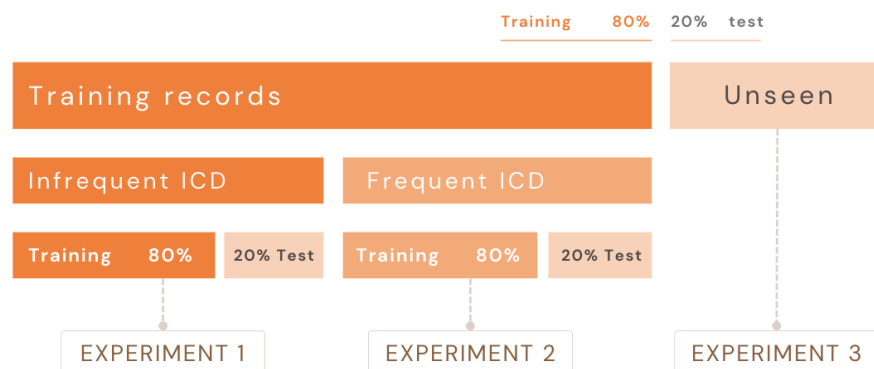 Training 80% 20% test
Training records Unseen
Infrequent ICD Frequent ICD
Training 80% 20% Test Training 80% 20% Test
EXPERIMENT 1 EXPERIMENT 2 EXPERIMENT 3